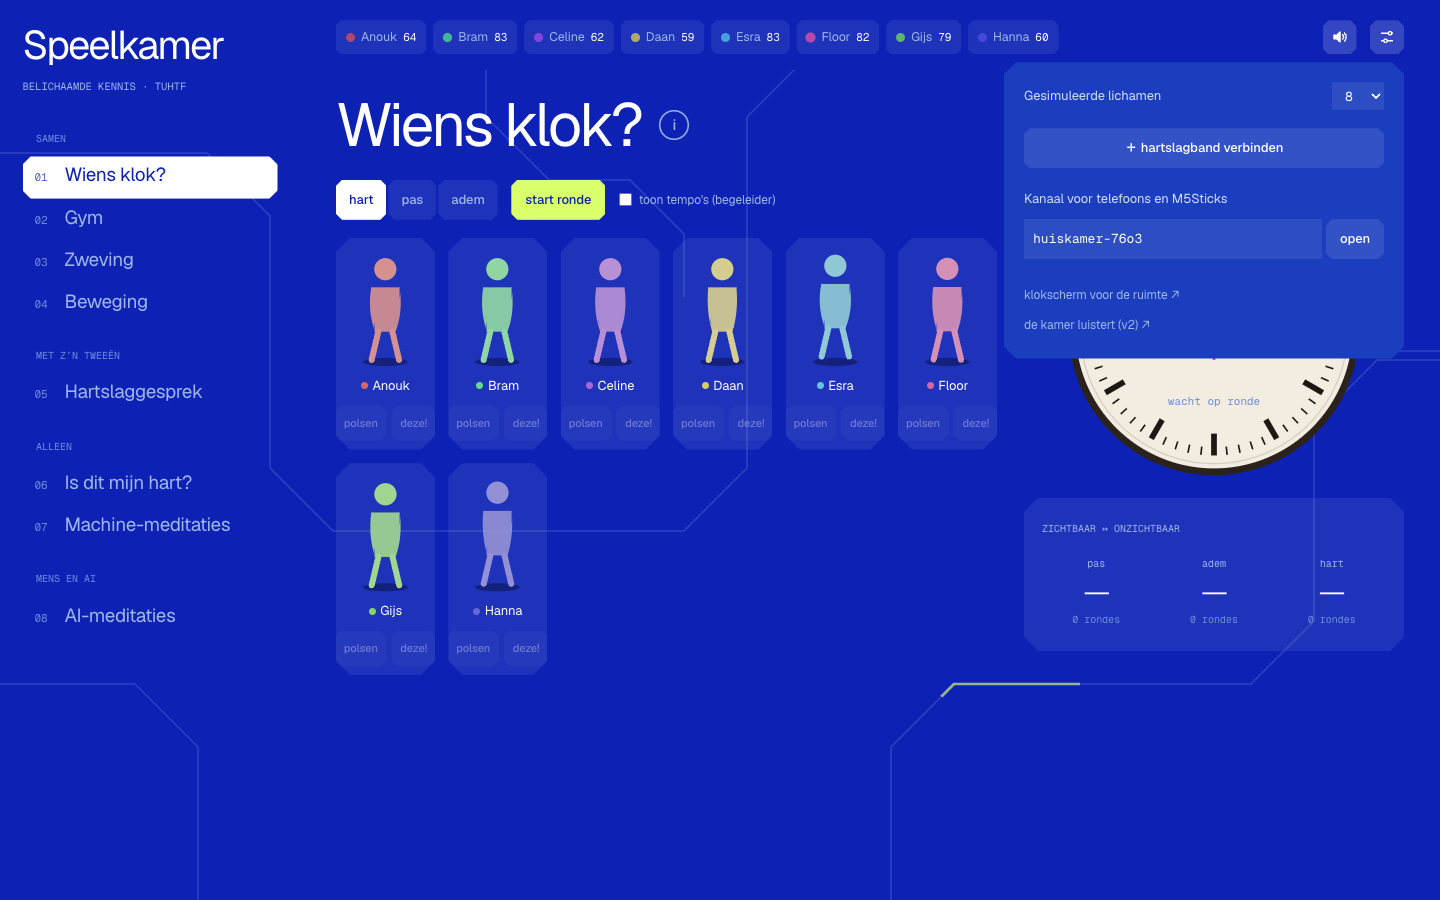 Speelkamer
BELICHAAMDE KENNIS · TUHTF
SAMEN
01 Wiens klok?
02 Gym
03 Zweving
04 Beweging
MET Z'N TWEEËN
05 Hartslaggesprek
ALLEEN
06 Is dit mijn hart?
07 Machine-meditaties
MENS EN AI
08 AI-meditaties
Anouk 64 Bram 83 Celine 62 Daan 59 Esra 83 Floor 82 Gijs 79 Hanna 60
Wiens klok? i
hart pas adem start ronde toon tempo's (begeleider)
Anouk Bram Celine Daan Esra Floor
polsen deze! polsen deze! polsen deze! polsen deze! polsen deze! polsen deze!
Gijs Hanna
polsen deze! polsen deze!
Gesimuleerde lichamen 8
+ hartslagband verbinden
Kanaal voor telefoons en M5Sticks
huiskamer-76o3 open
klokscherm voor de ruimte ↗
de kamer luistert (v2) ↗
wacht op ronde
ZICHTBAAR ↔ ONZICHTBAAR
pas adem hart
— — —
0 rondes 0 rondes 0 rondes